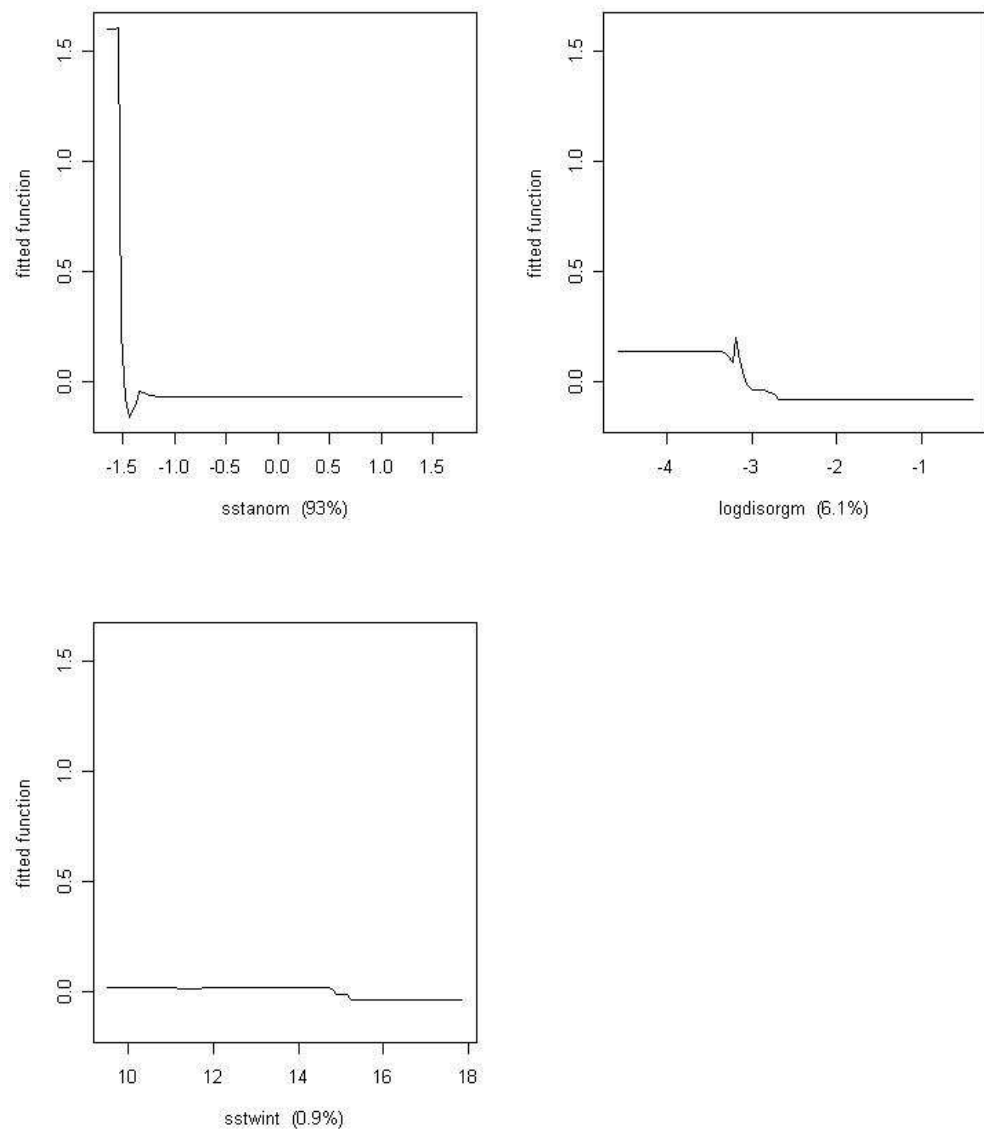 fitted function
1.5
1.0
0.5
0.0
-1.5 -1.0 -0.5 0.0 0.5 1.0 1.5
sstanom (93%)
fitted function
1.5
1.0
0.5
0.0
-4 -3 -2 -1
logdisorgm (6.1%)
fitted function
1.5
1.0
0.5
0.0
10 12 14 16 18
sstwint (0.9%)